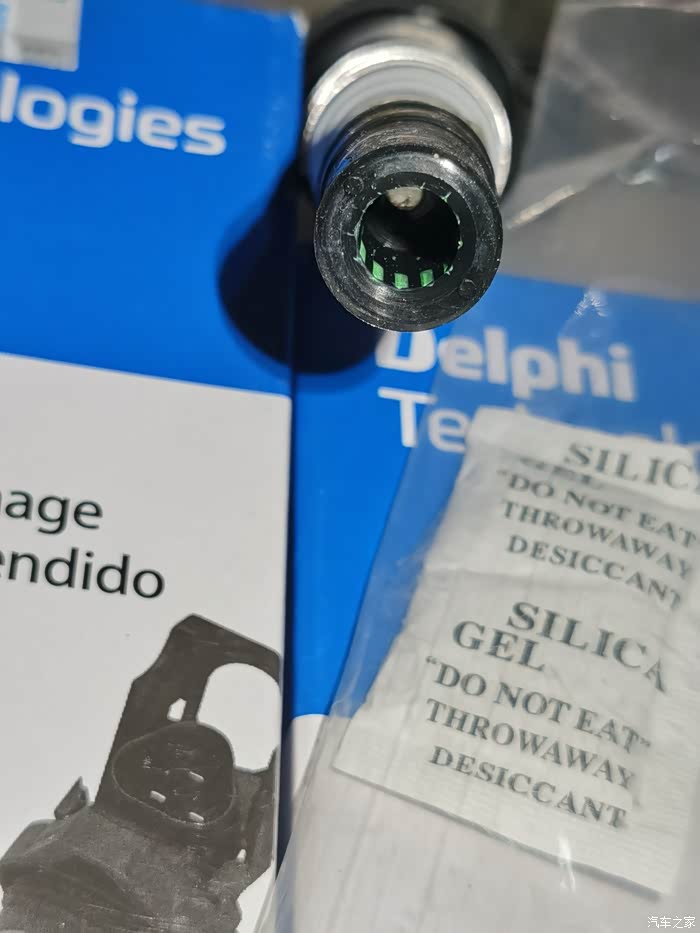 logies
Delphi
Te
SILIC
GEL
"DO NOT EAT
THROWAWAY
DESICCANT
SILICA
GEL
"DO NOT EAT"
THROWAWAY
DESICCANT
nage
endido
汽车之家